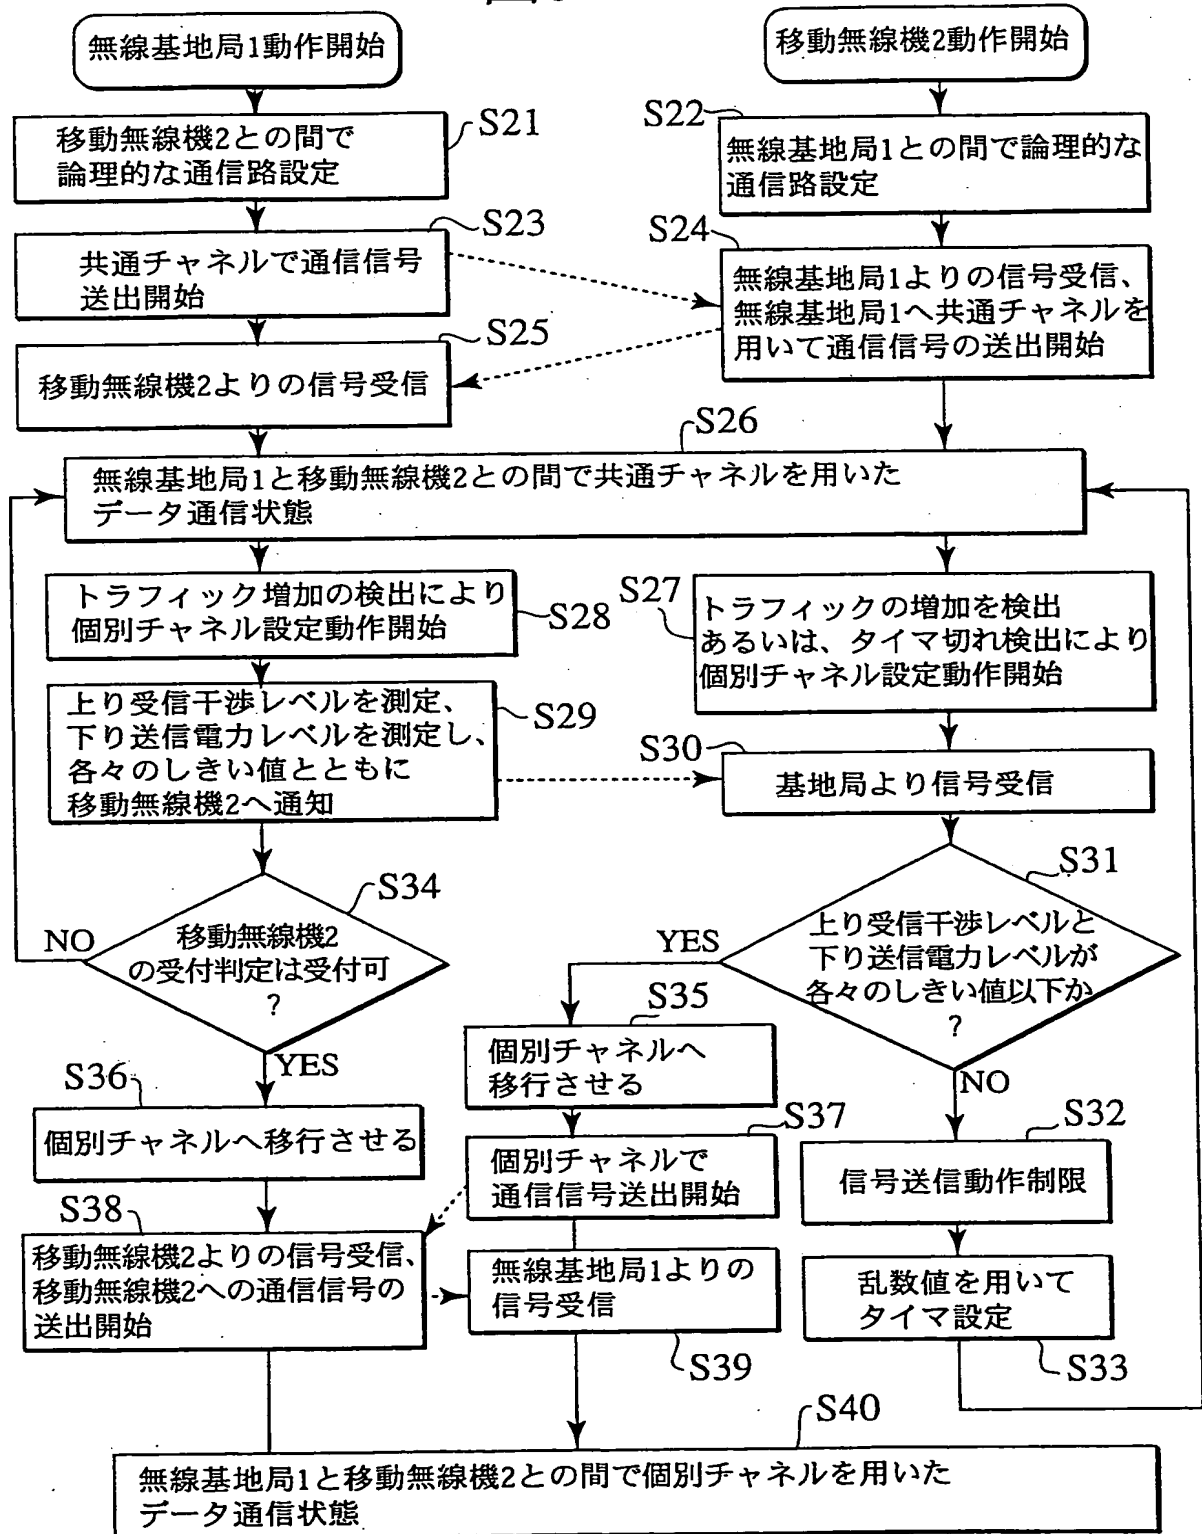 無線基地局1動作開始
移動無線機2動作開始
S21
移動無線機2との間で
論理的な通信路設定
S22
無線基地局1との間で論理的な
通信路設定
S23
共通チャネルで通信信号
送出開始
S24
無線基地局1よりの信号受信、
無線基地局1へ共通チャネルを
用いて通信信号の送出開始
S25
移動無線機2よりの信号受信
S26
無線基地局1と移動無線機2との間で共通チャネルを用いた
データ通信状態
トラフィック増加の検出により
個別チャネル設定動作開始
S28
S27
トラフィックの増加を検出
あるいは、タイマ切れ検出により
個別チャネル設定動作開始
上り受信干渉レベルを測定、
下り送信電力レベルを測定し、
各々のしきい値とともに
移動無線機2へ通知
S29
S30
基地局より信号受信
S31
上り受信干渉レベルと
下り送信電力レベルが
各々のしきい値以下か
?
YES
NO
S34
移動無線機2
の受付判定は受付可
?
NO
YES
S35
個別チャネルへ
移行させる
S36
個別チャネルへ移行させる
S37
個別チャネルで
通信信号送出開始
S32
信号送信動作制限
S38
移動無線機2よりの信号受信、
移動無線機2への通信信号の
送出開始
無線基地局1よりの
信号受信
S39
乱数値を用いて
タイマ設定
S33
S40
無線基地局1と移動無線機2との間で個別チャネルを用いた
データ通信状態